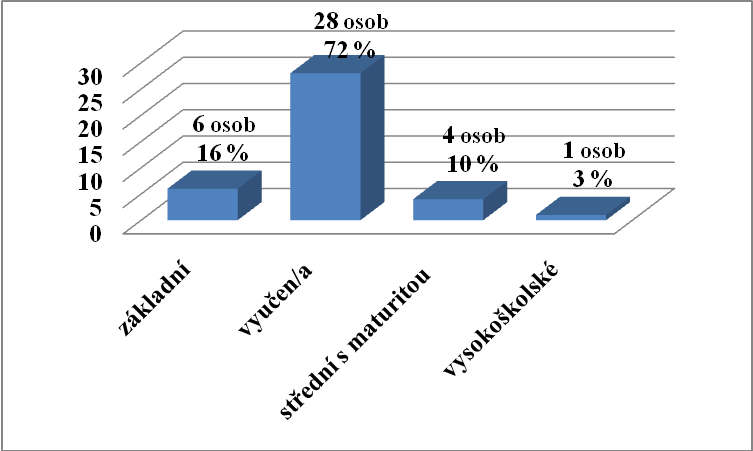 28 osob
72 %
30
25
20
15
10
5
0
6 osob
16 %
4 osob
10 %
1 osob
3 %
základní
vyučen/a
střední s maturitou
vysokoškolské